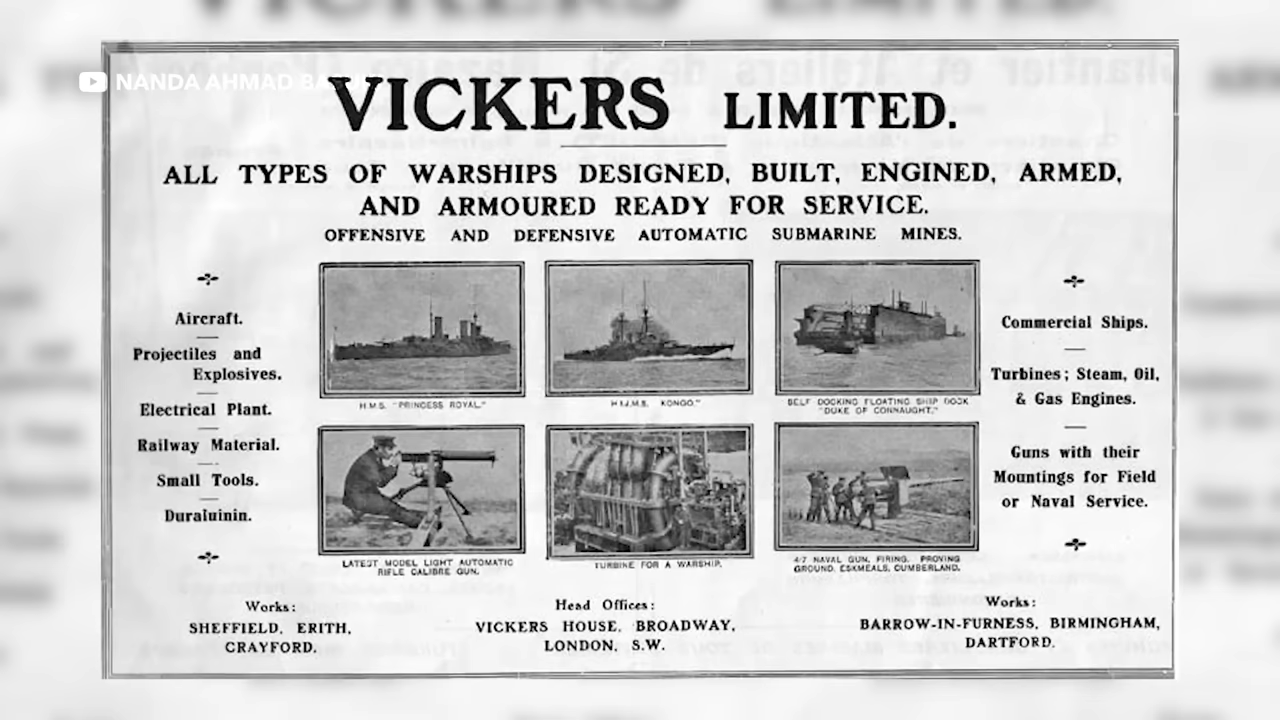 VICKERS LIMITED.
NANDA AHMAD
ALL TYPES OF WARSHIPS DESIGNED, BUILT, ENGINED, ARMED,
AND ARMOURED READY FOR SERVICE.
OFFENSIVE AND DEFENSIVE AUTOMATIC SUBMARINE MINES.
Aircraft.
Projectiles and
Explosives.
Electrical Plant.
Railway Material.
Small Tools.
Duraluinin.
H.M.S. "PRINCESS ROYAL."
H.I.J.M.S. KONGO."
SELF DOCKING FLOATING SHIP DOCK
"DUKE OF CONNAUGHT."
LATEST MODEL LIGHT AUTOMATIC
RIFLE CALIBRE GUN.
TURBINE FOR A WARSHIP.
4·7 NAVAL GUN, FIRING. PROVING
GROUND, ESKMEALS, CUMBERLAND.
Commercial Ships.
Turbines; Steam, Oil,
& Gas Engines.
Guns with their
Mountings for Field
or Naval Service.
Works:
SHEFFIELD, ERITH,
CRAYFORD.
Head Offices:
VICKERS HOUSE, BROADWAY,
LONDON, S.W.
Works:
BARROW-IN-FURNESS, BIRMINGHAM,
DARTFORD.